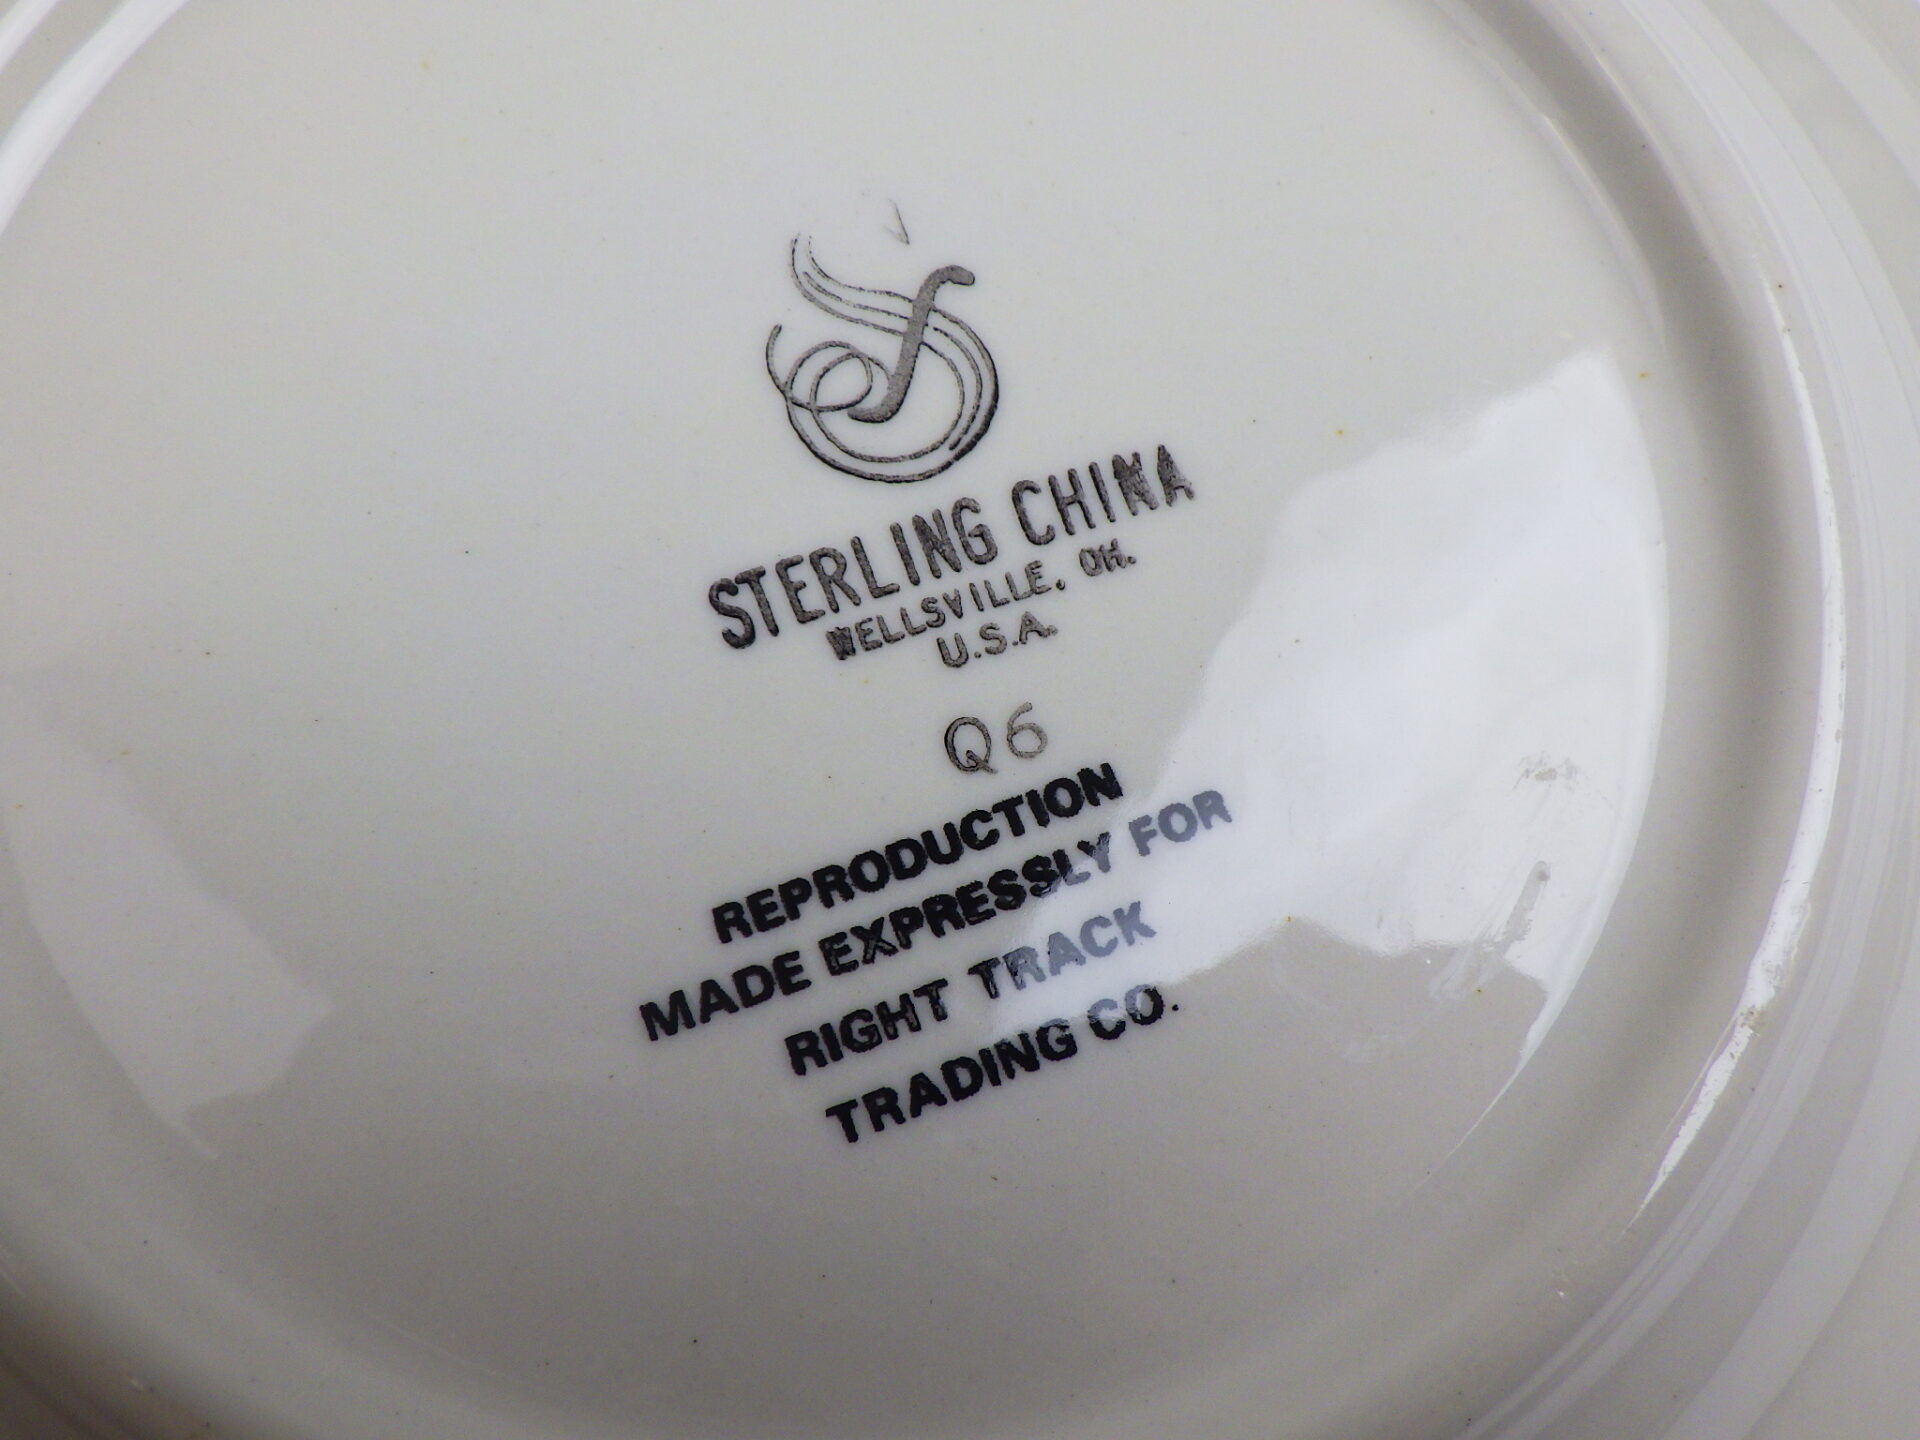 STERLING CHINA
WELLSVILLE, OH.
U.S.A.
Q6
REPRODUCTION
MADE EXPRESSLY FOR
RIGHT TRACK
TRADING CO.